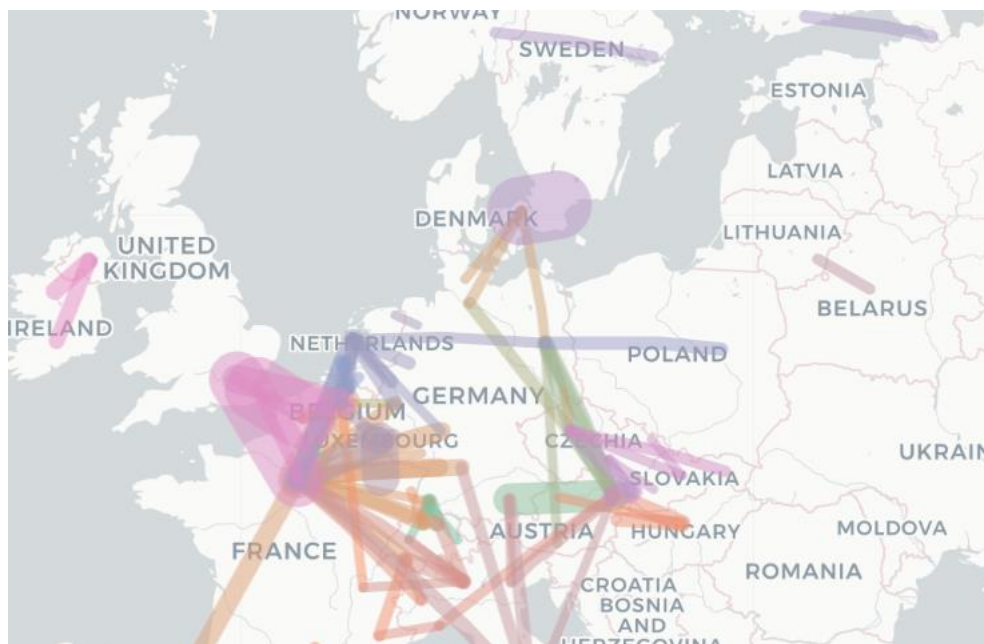 NORWAY
SWEDEN
ESTONIA
LATVIA
DENMARK
LITHUANIA
UNITED
KINGDOM
BELARUS
IRELAND
NETHERLANDS
POLAND
GERMANY
BELGIUM
LUXEMBOURG
CZECHIA
UKRAIN
SLOVAKIA
AUSTRIA
HUNGARY
MOLDOVA
FRANCE
ROMANIA
CROATIA
BOSNIA
AND
HERZEGOVINA